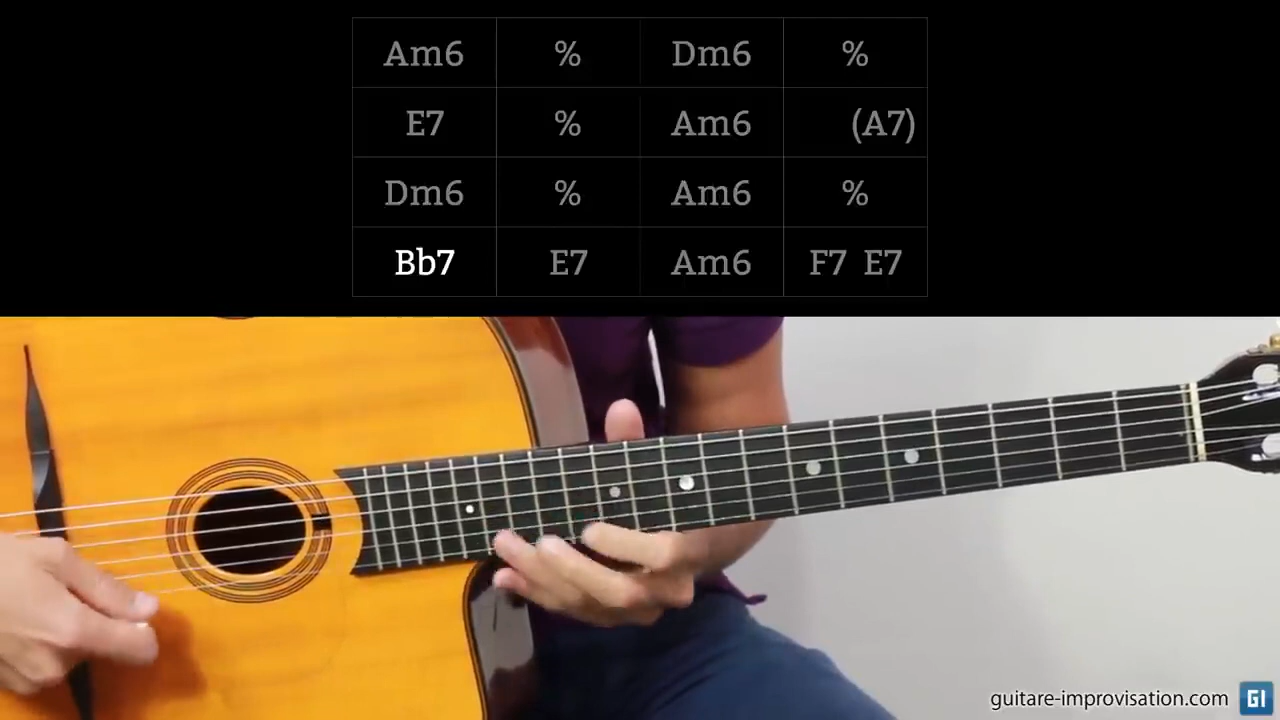 Am6 % Dm6 %
E7 % Am6 (A7)
Dm6 % Am6 %
Bb7 E7 Am6 F7 E7
guitare-improvisation.com GI